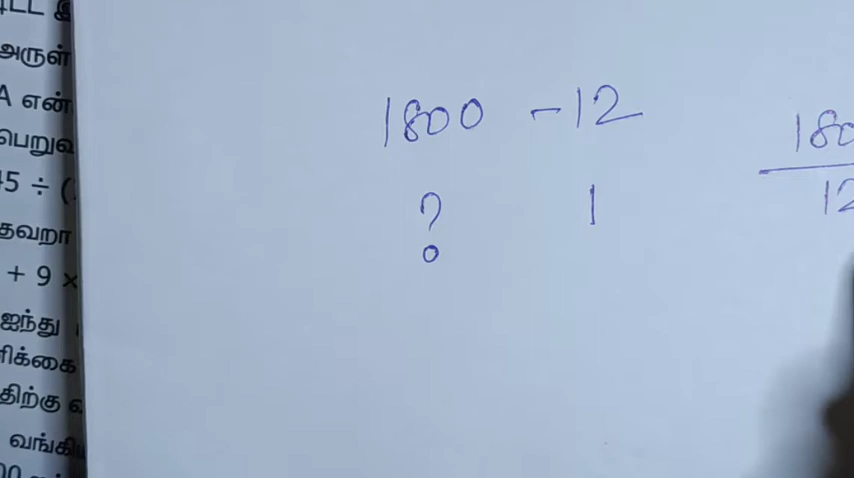 அருள்
A என்
பெறுவ
45 ÷ (
தவறா
+ 9 ×
ஐந்து
ரிக்கை
திற்கு
வங்கி
1800 - 12
? 1
180
12